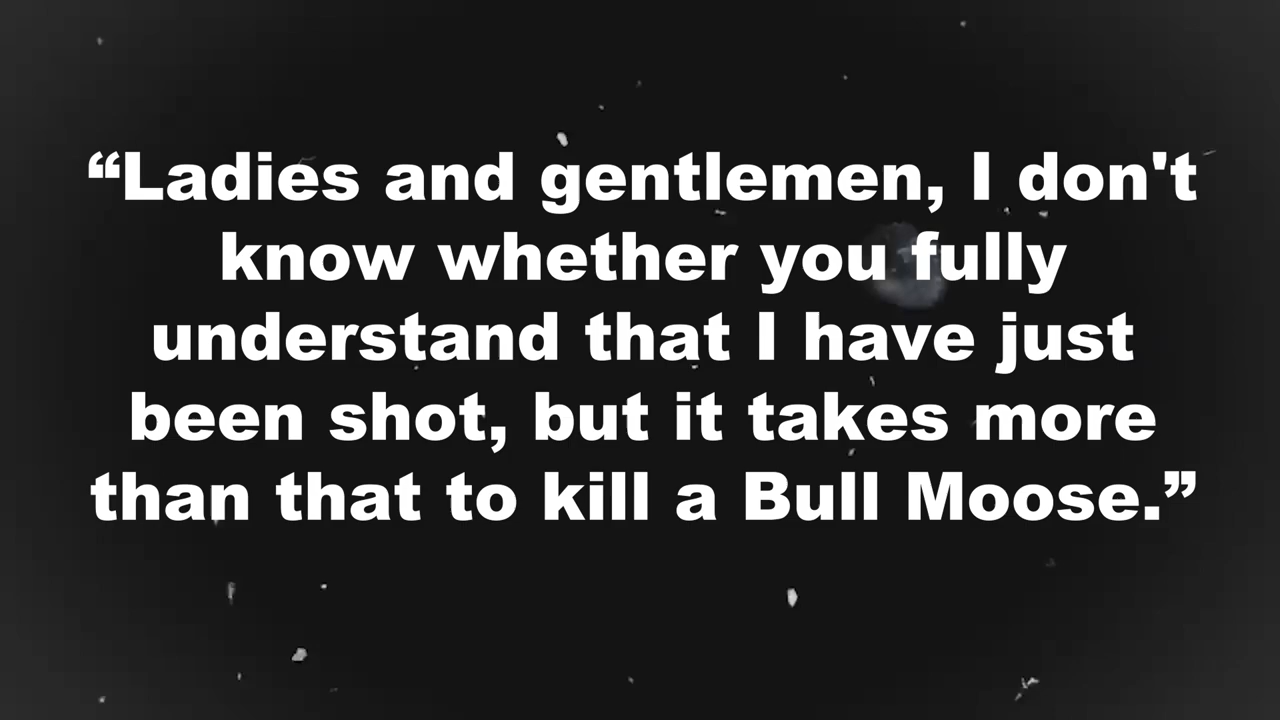 “Ladies and gentlemen, I don't
know whether you fully
understand that I have just
been shot, but it takes more
than that to kill a Bull Moose.”